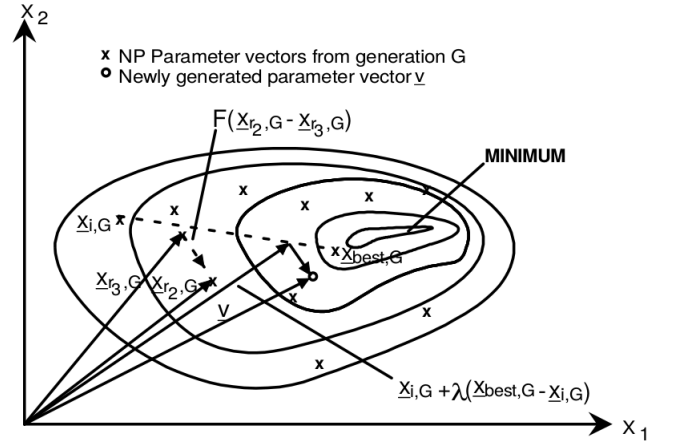 X2
x NP Parameter vectors from generation G
o Newly generated parameter vector v
F(xr2,G - xr3,G)
MINIMUM
xi,G
xbest,G
xr3,G
xr2,G
v
xi,G + λ(xbest,G - xi,G)
X1